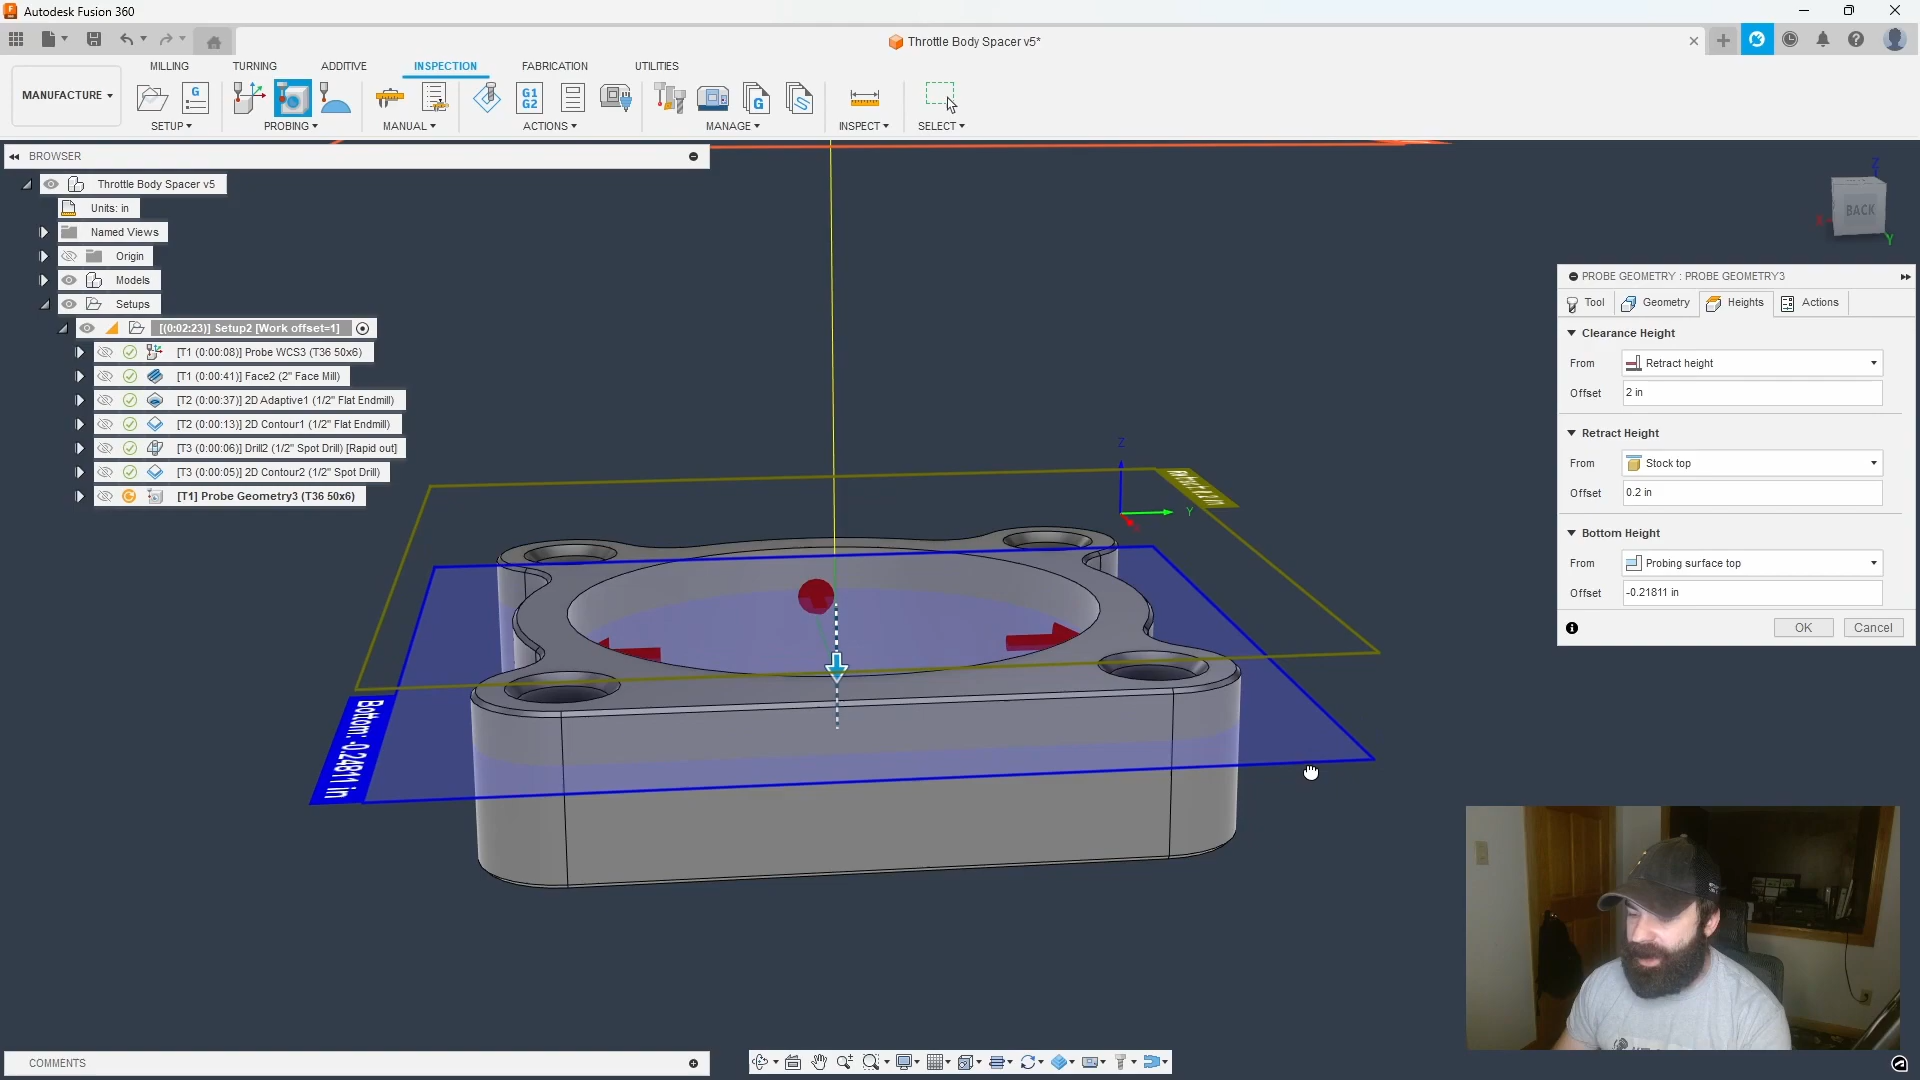 Autodesk Fusion 360
Throttle Body Spacer v5*
MILLING TURNING ADDITIVE INSPECTION FABRICATION UTILITIES
MANUFACTURE
G
G1
G2
G
SETUP PROBING MANUAL ACTIONS MANAGE INSPECT SELECT
BROWSER
Throttle Body Spacer v5
Units: in
Named Views
Origin
Models
Setups
[(0:02:23)] Setup2 [Work offset=1]
[T1 (0:00:08)] Probe WCS3 (T36 50x6)
[T1 (0:00:41)] Face2 (2" Face Mill)
[T2 (0:00:37)] 2D Adaptive1 (1/2" Flat Endmill)
[T2 (0:00:13)] 2D Contour1 (1/2" Flat Endmill)
[T3 (0:00:06)] Drill2 (1/2" Spot Drill) [Rapid out]
[T3 (0:00:05)] 2D Contour2 (1/2" Spot Drill)
[T1] Probe Geometry3 (T36 50x6)
Z
Y
Bottom: -0.24811 in
Z
BACK
X
Y
PROBE GEOMETRY : PROBE GEOMETRY3
Tool Geometry Heights Actions
Clearance Height
From Retract height
Offset 2 in
Retract Height
From Stock top
Offset 0.2 in
Bottom Height
From Probing surface top
Offset -0.21811 in
OK Cancel
COMMENTS